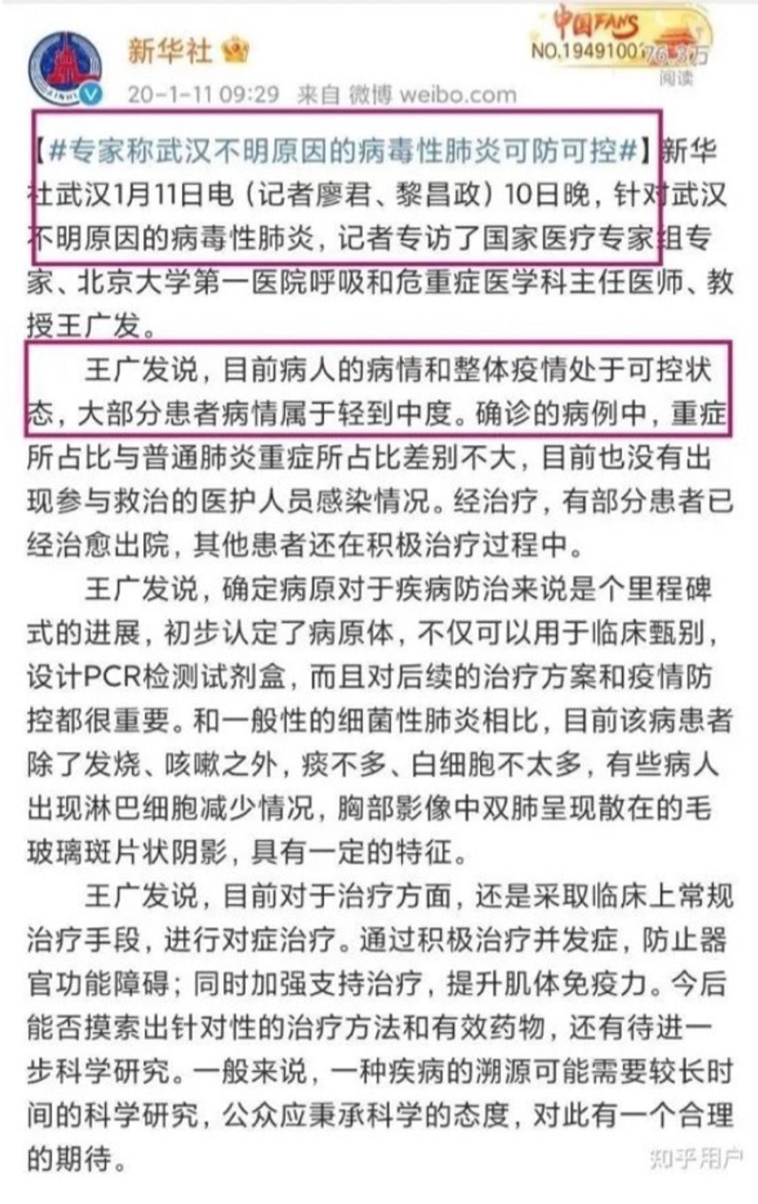 中国FANS
新华社
NO.19491001
76.3万
阅读
20-1-11 09:29 来自 微博 weibo.com
【#专家称武汉不明原因的病毒性肺炎可防可控#】新华
社武汉1月11日电（记者廖君、黎昌政）10日晚，针对武汉
不明原因的病毒性肺炎，记者专访了国家医疗专家组专
家、北京大学第一医院呼吸和危重症医学科主任医师、教
授王广发。
王广发说，目前病人的病情和整体疫情处于可控状
态，大部分患者病情属于轻到中度。确诊的病例中，重症
所占比与普通肺炎重症所占比差别不大，目前也没有出
现参与救治的医护人员感染情况。经治疗，有部分患者已
经治愈出院，其他患者还在积极治疗过程中。
王广发说，确定病原对于疾病防治来说是个里程碑
式的进展，初步认定了病原体，不仅可以用于临床甄别，
设计PCR检测试剂盒，而且对后续的治疗方案和疫情防
控都很重要。和一般性的细菌性肺炎相比，目前该病患者
除了发烧、咳嗽之外，痰不多、白细胞不太多，有些病人
出现淋巴细胞减少情况，胸部影像中双肺呈现散在的毛
玻璃斑片状阴影，具有一定的特征。
王广发说，目前对于治疗方面，还是采取临床上常规
治疗手段，进行对症治疗。通过积极治疗并发症，防止器
官功能障碍；同时加强支持治疗，提升肌体免疫力。今后
能否摸索出针对性的治疗方法和有效药物，还有待进一
步科学研究。一般来说，一种疾病的溯源可能需要较长时
间的科学研究，公众应秉承科学的态度，对此有一个合理
的期待。
知乎用户